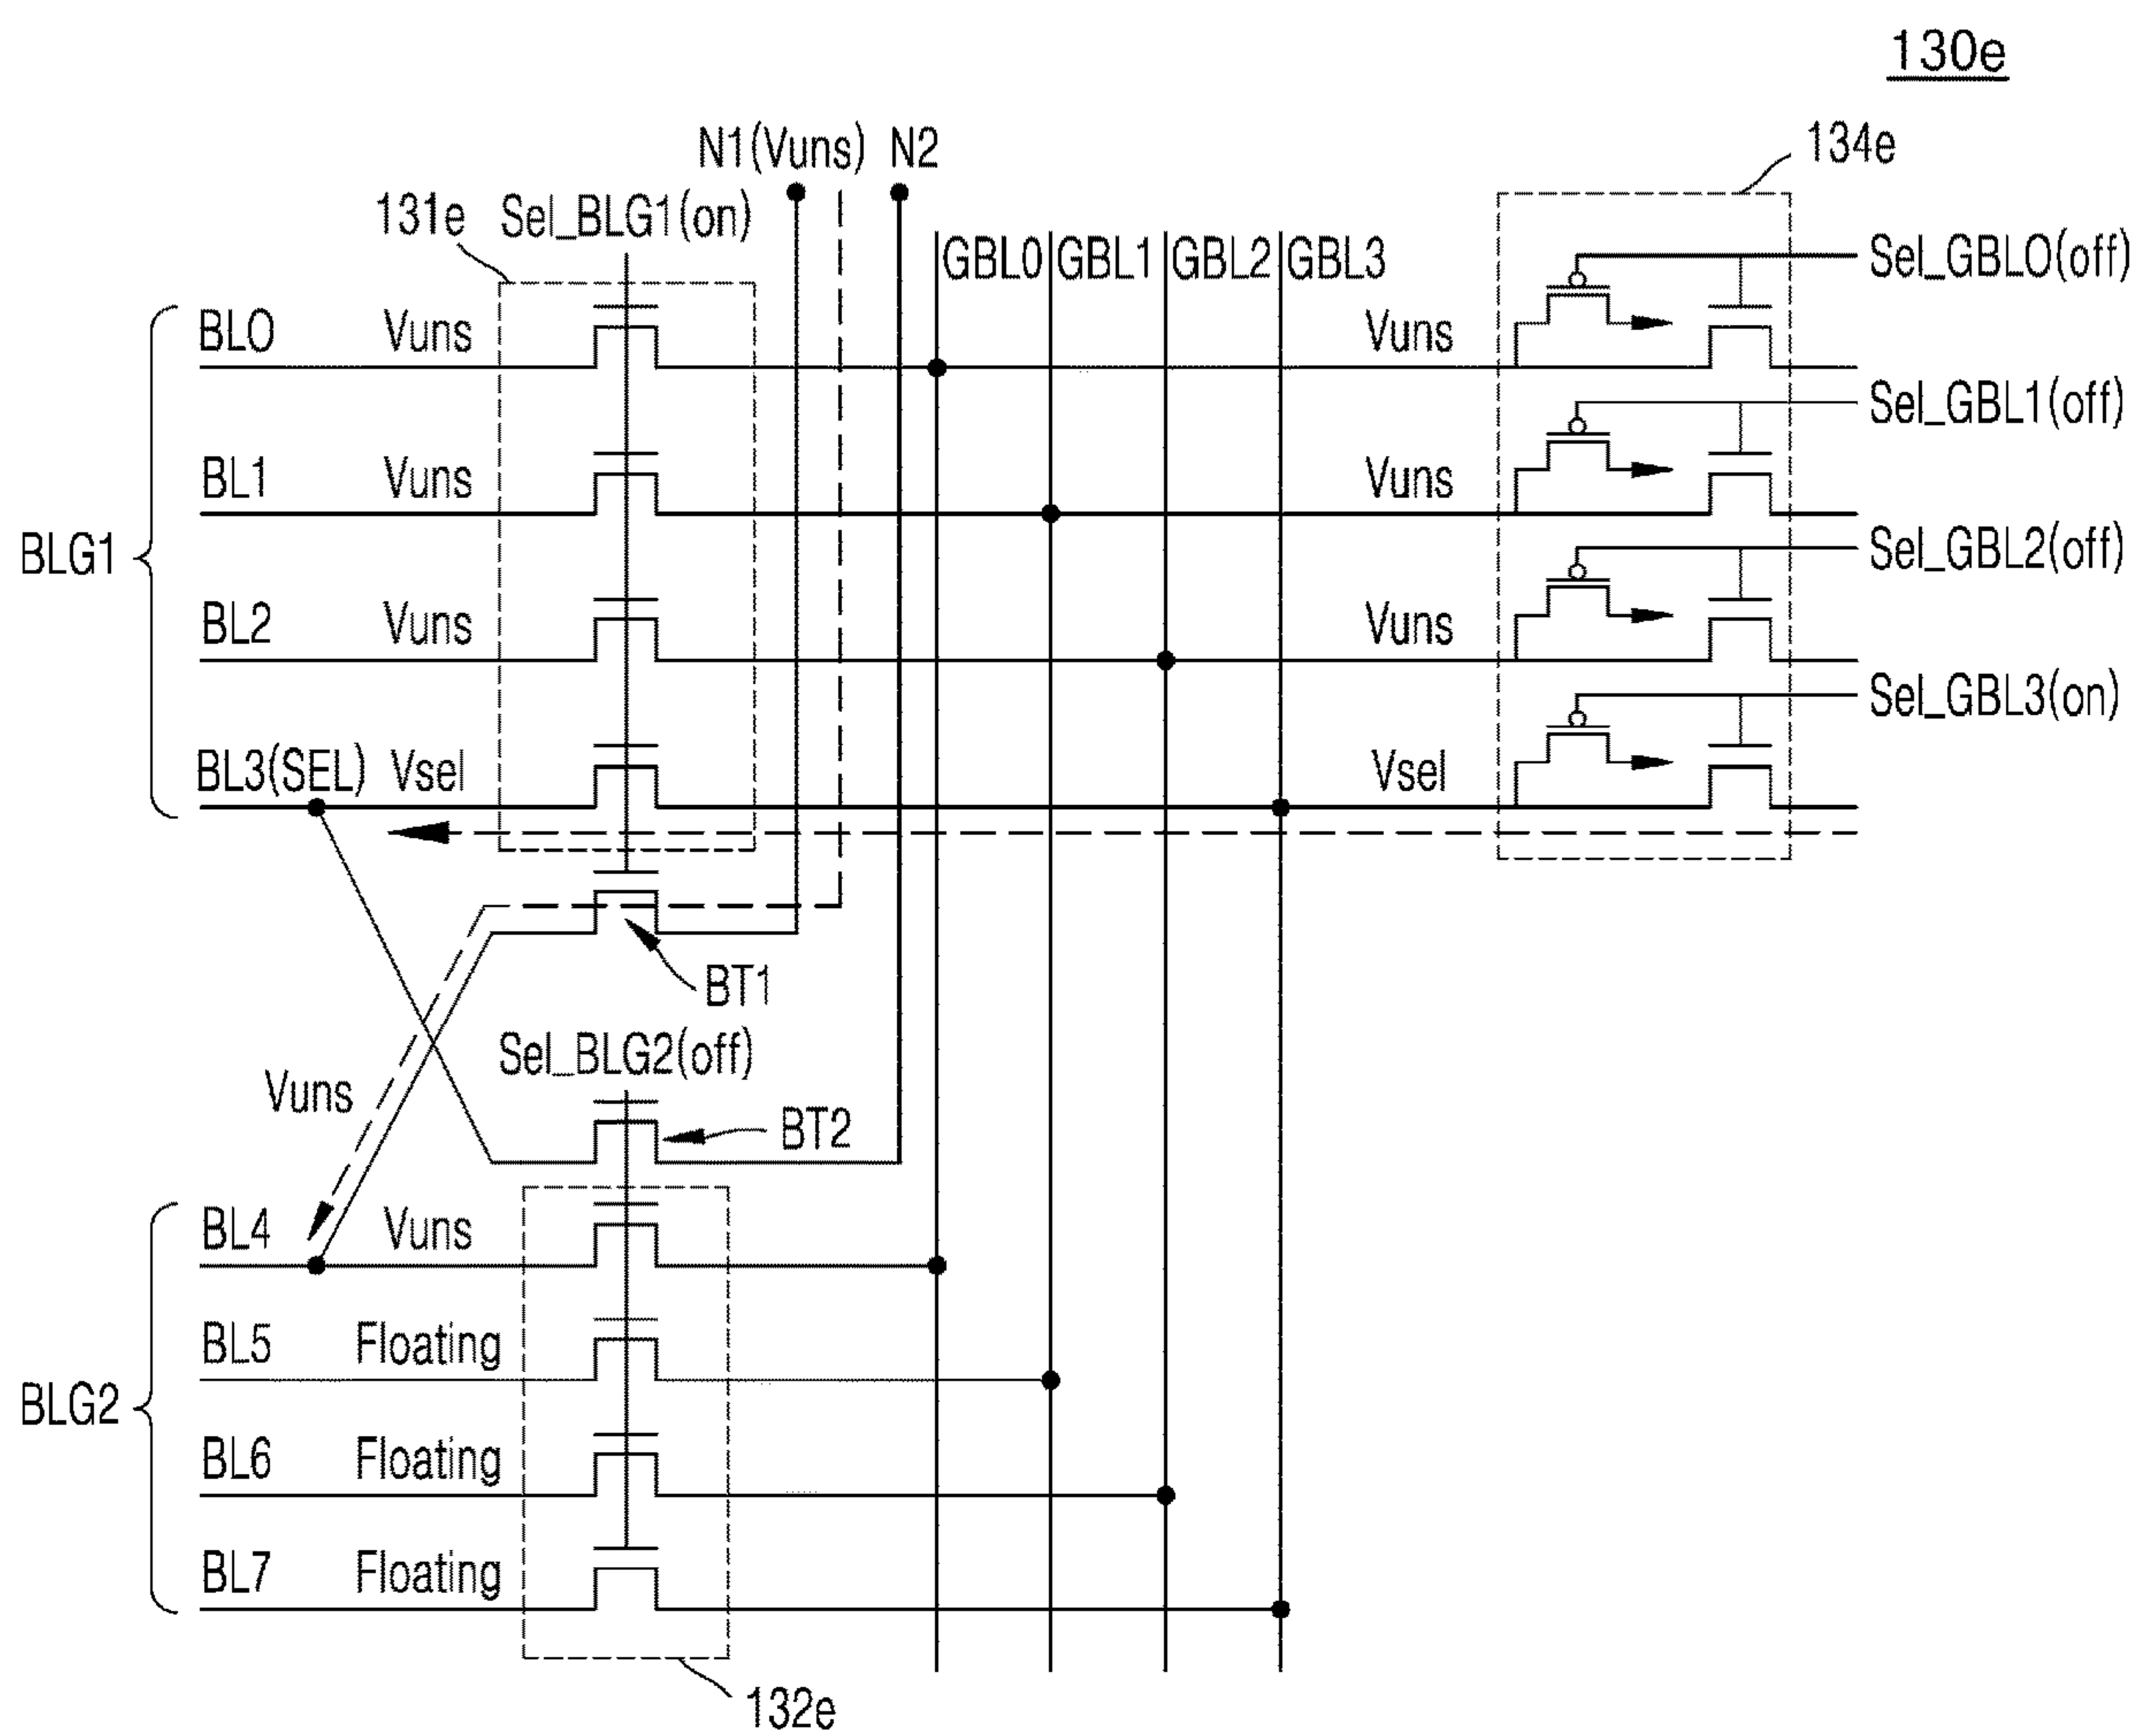 130e
134e
N1(Vuns) N2
131e Sel_BLG1(on)
GBL0 GBL1 GBL2 GBL3
Sel_GBL0(off)
BL0 Vuns Vuns
Sel_GBL1(off)
BL1 Vuns Vuns
BLG1
Sel_GBL2(off)
BL2 Vuns Vuns
Sel_GBL3(on)
BL3(SEL) Vsel Vsel
BT1
Sel_BLG2(off)
Vuns
BT2
BL4 Vuns
BL5 Floating
BLG2
BL6 Floating
BL7 Floating
132e